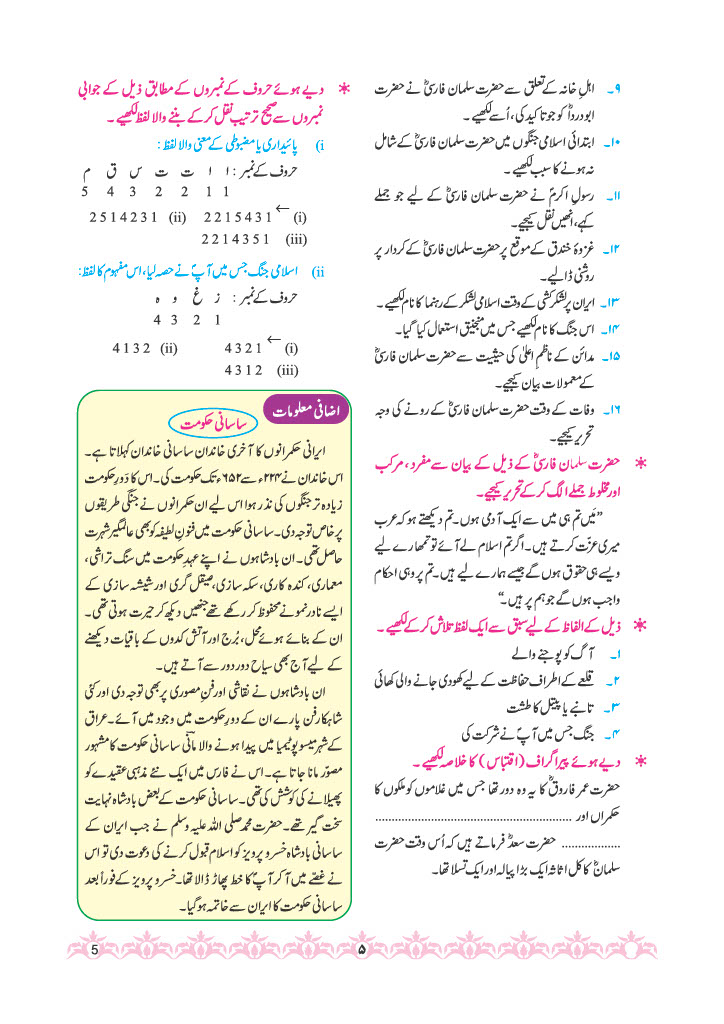 ۹۔ اہلِ خانہ کے تعلق سے حضرت سلمان فارسیؓ نے حضرت
ابودرداؓ کو جو تاکید کی، اُسے لکھیے۔
۱۰۔ ابتدائی اسلامی جنگوں میں حضرت سلمان فارسیؓ کے شامل
نہ ہونے کا سبب لکھیے۔
۱۱۔ رسولِ اکرمؐ نے حضرت سلمان فارسیؓ کے لیے جو جملے
کہے، انھیں نقل کیجیے۔
۱۲۔ غزوۂ خندق کے موقع پر حضرت سلمان فارسیؓ کے کردار پر
روشنی ڈالیے۔
۱۳۔ ایران پر لشکر کشی کے وقت اسلامی لشکر کے رہنما کا نام لکھیے۔
۱۴۔ اس جنگ کا نام لکھیے جس میں منجنیق استعمال کیا گیا۔
۱۵۔ مدائن کے ناظمِ اعلیٰ کی حیثیت سے حضرت سلمان فارسیؓ
کے معمولات بیان کیجیے۔
۱۶۔ وفات کے وقت حضرت سلمان فارسیؓ کے رونے کی وجہ
تحریر کیجیے۔
* حضرت سلمان فارسیؓ کے ذیل کے بیان سے مفرد، مرکب
اور مخلوط جملے الگ کرکے تحریر کیجیے۔
”میں تم ہی میں سے ایک آدمی ہوں۔ تم دیکھتے ہو کہ عرب
میری عزّت کرتے ہیں۔ اگر تم اسلام لے آئے تو تمھارے لیے
ویسے ہی حقوق ہوں گے جیسے ہمارے لیے ہیں۔ تم پر وہی احکام
واجب ہوں گے جو ہم پر ہیں۔“
* ذیل کے الفاظ کے لیے سبق سے ایک لفظ تلاش کرکے لکھیے۔
۱۔ آگ کو پوجنے والے
۲۔ قلعے کے اطراف حفاظت کے لیے کھودی جانے والی کھائی
۳۔ تانبے یا پیتل کا طشت
۴۔ جنگ جس میں آپؐ نے شرکت کی
* دیے ہوئے پیراگراف (اقتباس) کا خلاصہ لکھیے۔
حضرت عمر فاروقؓ کا یہ وہ دور تھا جس میں غلاموں کو ملکوں کا
حکمراں اور ................................................
................. حضرت سعدؓ فرماتے ہیں کہ اُس وقت حضرت
سلمانؓ کا کل اثاثہ ایک بڑا پیالہ اور ایک تسلا تھا۔
* دیے ہوئے حروف کے نمبروں کے مطابق ذیل کے جوابی
نمبروں سے صحیح ترتیب نقل کرکے بننے والا لفظ لکھیے۔
(i پائیداری یا مضبوطی کے معنی والا لفظ :
حروف کے نمبر : ا ا ت ت س ق م
5 4 3 2 2 1 1
(i) ← 2215431 (ii) 2514231
(iii) 2214351
(ii اسلامی جنگ جس میں آپؐ نے حصہ لیا، اس مفہوم کا لفظ:
حروف کے نمبر : ز غ و ہ
4 3 2 1
(i) ← 4321 (ii) 4132
(iii) 4312
اضافی معلومات
ساسانی حکومت
ایرانی حکمرانوں کا آخری خاندان ساسانی خاندان کہلاتا ہے۔
اس خاندان نے ۲۲۴ء سے ۶۵۲ء تک حکومت کی۔ اس کا دَورِ حکومت
زیادہ تر جنگوں کی نذر ہوا اس لیے ان حکمرانوں نے جنگی طریقوں
پر خاص توجہ دی۔ ساسانی حکومت میں فنونِ لطیفہ کو بھی عالمگیر شہرت
حاصل تھی۔ ان بادشاہوں نے اپنے عہدِ حکومت میں سنگ تراشی،
معماری، کندہ کاری، سکہ سازی، صیقل گری اور شیشہ سازی کے
ایسے نادر نمونے محفوظ کر رکھے تھے جنھیں دیکھ کر حیرت ہوتی تھی۔
ان کے بنائے ہوئے محل، بُرج اور آتش کدوں کے باقیات دیکھنے
کے لیے آج بھی سیاح دور دور سے آتے ہیں۔
ان بادشاہوں نے نقاشی اور فنِ مصوری پر بھی توجہ دی اور کئی
شاہکار فن پارے ان کے دورِ حکومت میں وجود میں آئے۔ عراق
کے شہر میسوپوٹیمیا میں پیدا ہونے والا مانی ساسانی حکومت کا مشہور
مصوّر مانا جاتا ہے۔ اس نے فارس میں ایک نئے مذہبی عقیدے کو
پھیلانے کی کوشش کی تھی۔ ساسانی حکومت کے بعض بادشاہ نہایت
سخت گیر تھے۔ حضرت محمد صلی اللہ علیہ وسلم نے جب ایران کے
ساسانی بادشاہ خسرو پرویز کو اسلام قبول کرنے کی دعوت دی تو اس
نے غصّے میں آکر آپؐ کا خط پھاڑ ڈالا تھا۔ خسرو پرویز کے فوراً بعد
ساسانی حکومت کا ایران سے خاتمہ ہوگیا۔
۵
5